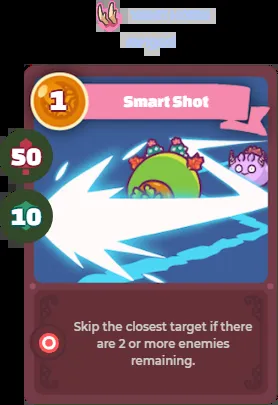 1
Smart Shot
50
10
Skip the closest target if there
are 2 or more enemies
remaining.